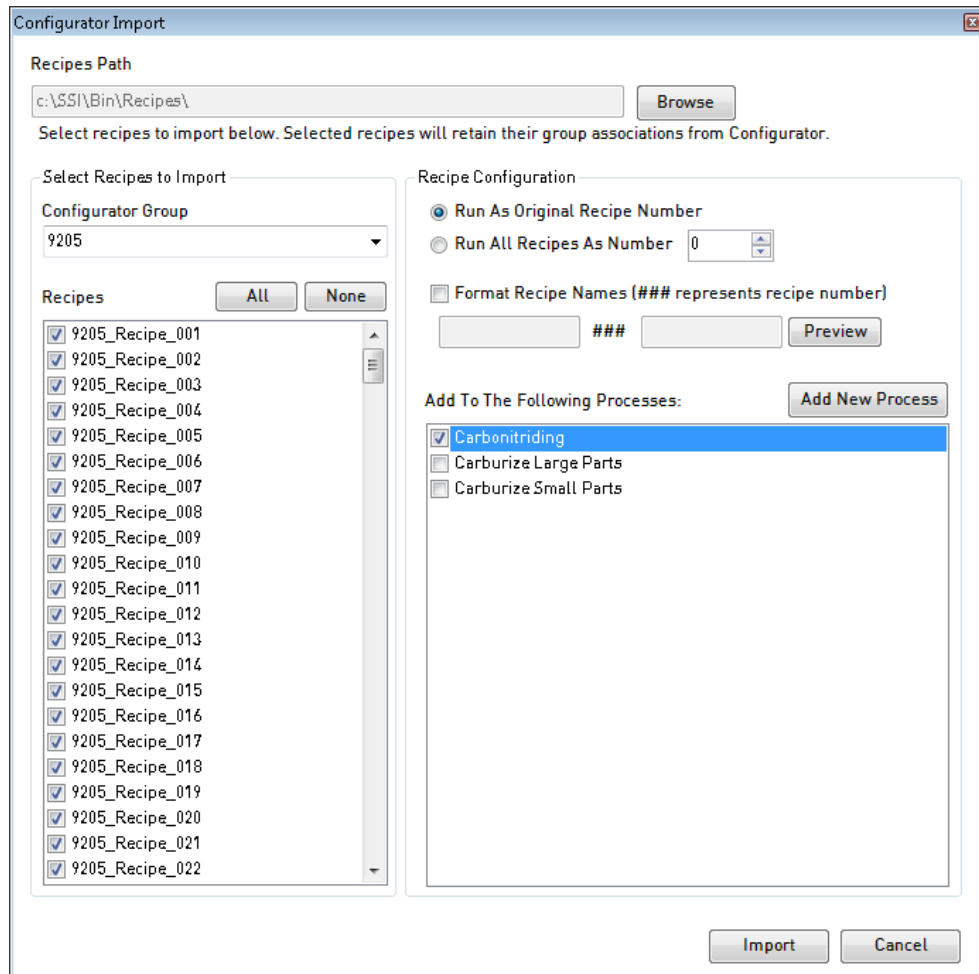 Configurator Import
Recipes Path
c:\SSI\Bin\Recipes\
Browse
Select recipes to import below. Selected recipes will retain their group associations from Configurator.
Select Recipes to Import
Configurator Group
9205
Recipes
All
None
9205_Recipe_001
9205_Recipe_002
9205_Recipe_003
9205_Recipe_004
9205_Recipe_005
9205_Recipe_006
9205_Recipe_007
9205_Recipe_008
9205_Recipe_009
9205_Recipe_010
9205_Recipe_011
9205_Recipe_012
9205_Recipe_013
9205_Recipe_014
9205_Recipe_015
9205_Recipe_016
9205_Recipe_017
9205_Recipe_018
9205_Recipe_019
9205_Recipe_020
9205_Recipe_021
9205_Recipe_022
Recipe Configuration
Run As Original Recipe Number
Run All Recipes As Number 0
Format Recipe Names (### represents recipe number)
### Preview
Add To The Following Processes:
Add New Process
Carbonitriding
Carburize Large Parts
Carburize Small Parts
Import
Cancel